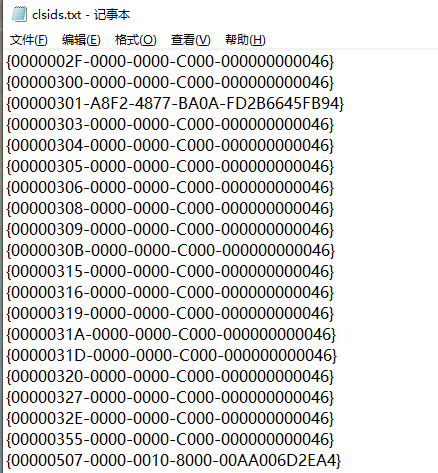 clsids.txt - 记事本
文件(F) 编辑(E) 格式(O) 查看(V) 帮助(H)
{0000002F-0000-0000-C000-000000000046}
{00000300-0000-0000-C000-000000000046}
{00000301-A8F2-4877-BA0A-FD2B6645FB94}
{00000303-0000-0000-C000-000000000046}
{00000304-0000-0000-C000-000000000046}
{00000305-0000-0000-C000-000000000046}
{00000306-0000-0000-C000-000000000046}
{00000308-0000-0000-C000-000000000046}
{00000309-0000-0000-C000-000000000046}
{0000030B-0000-0000-C000-000000000046}
{00000315-0000-0000-C000-000000000046}
{00000316-0000-0000-C000-000000000046}
{00000319-0000-0000-C000-000000000046}
{0000031A-0000-0000-C000-000000000046}
{0000031D-0000-0000-C000-000000000046}
{00000320-0000-0000-C000-000000000046}
{00000327-0000-0000-C000-000000000046}
{0000032E-0000-0000-C000-000000000046}
{00000355-0000-0000-C000-000000000046}
{00000507-0000-0010-8000-00AA006D2EA4}